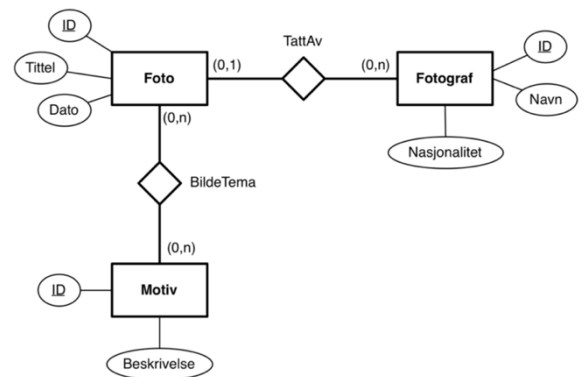 ID
TattAv
ID
Tittel
Foto
(0,1)
(0,n)
Fotograf
Dato
Navn
(0,n)
Nasjonalitet
BildeTema
(0,n)
ID
Motiv
Beskrivelse